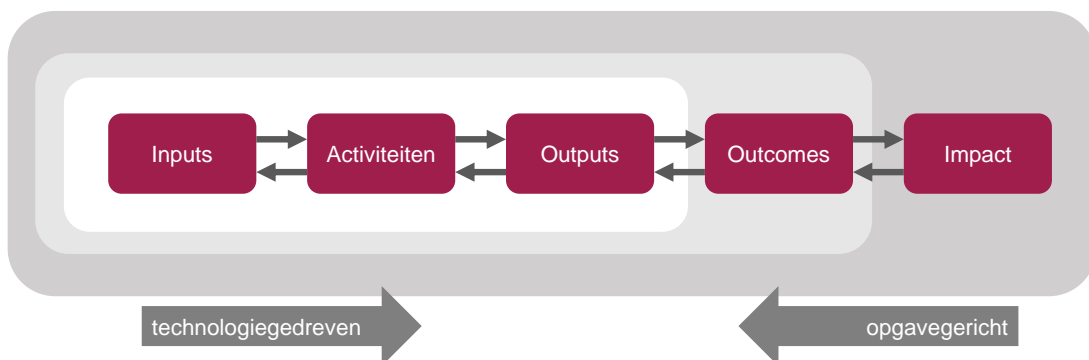 Inputs
Activiteiten
Outputs
Outcomes
Impact
technologiegedreven
opgavegericht